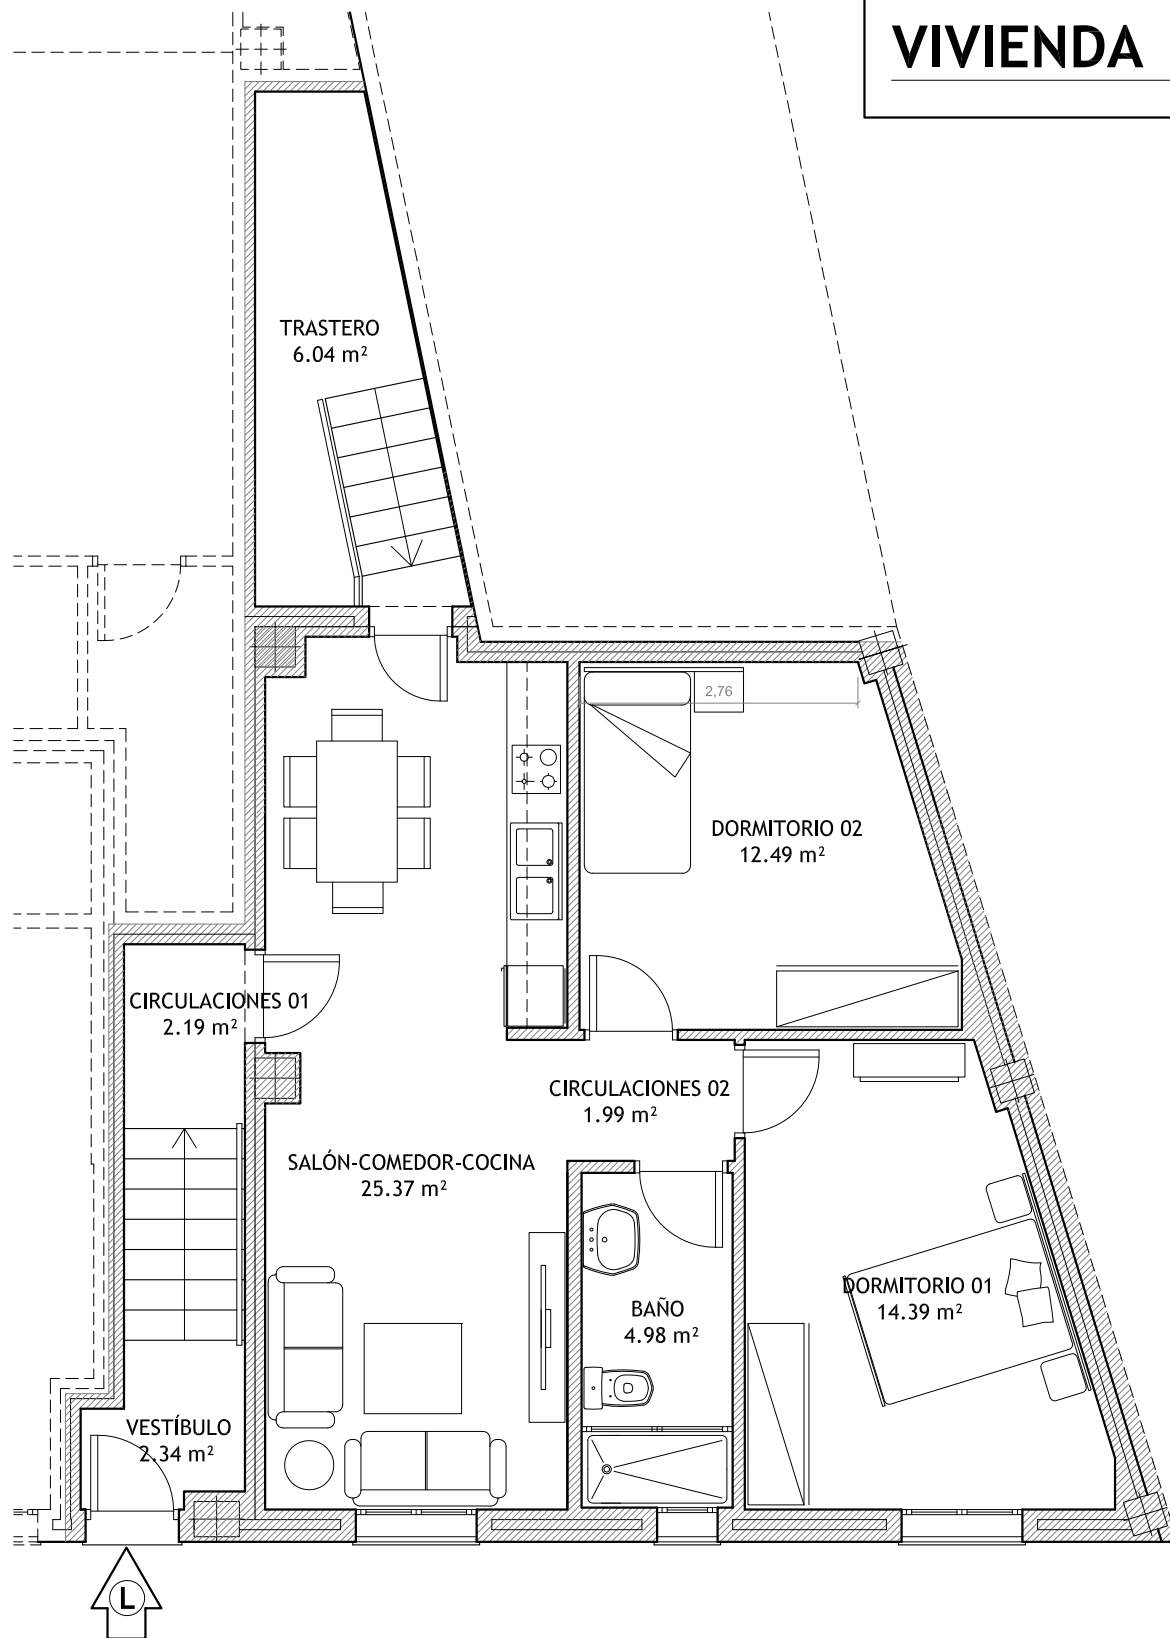 VIVIENDA
TRASTERO
6.04 m²
2,76
DORMITORIO 02
12.49 m²
CIRCULACIONES 01
2.19 m²
CIRCULACIONES 02
1.99 m²
SALÓN-COMEDOR-COCINA
25.37 m²
DORMITORIO 01
14.39 m²
BAÑO
4.98 m²
VESTÍBULO
2.34 m²
L